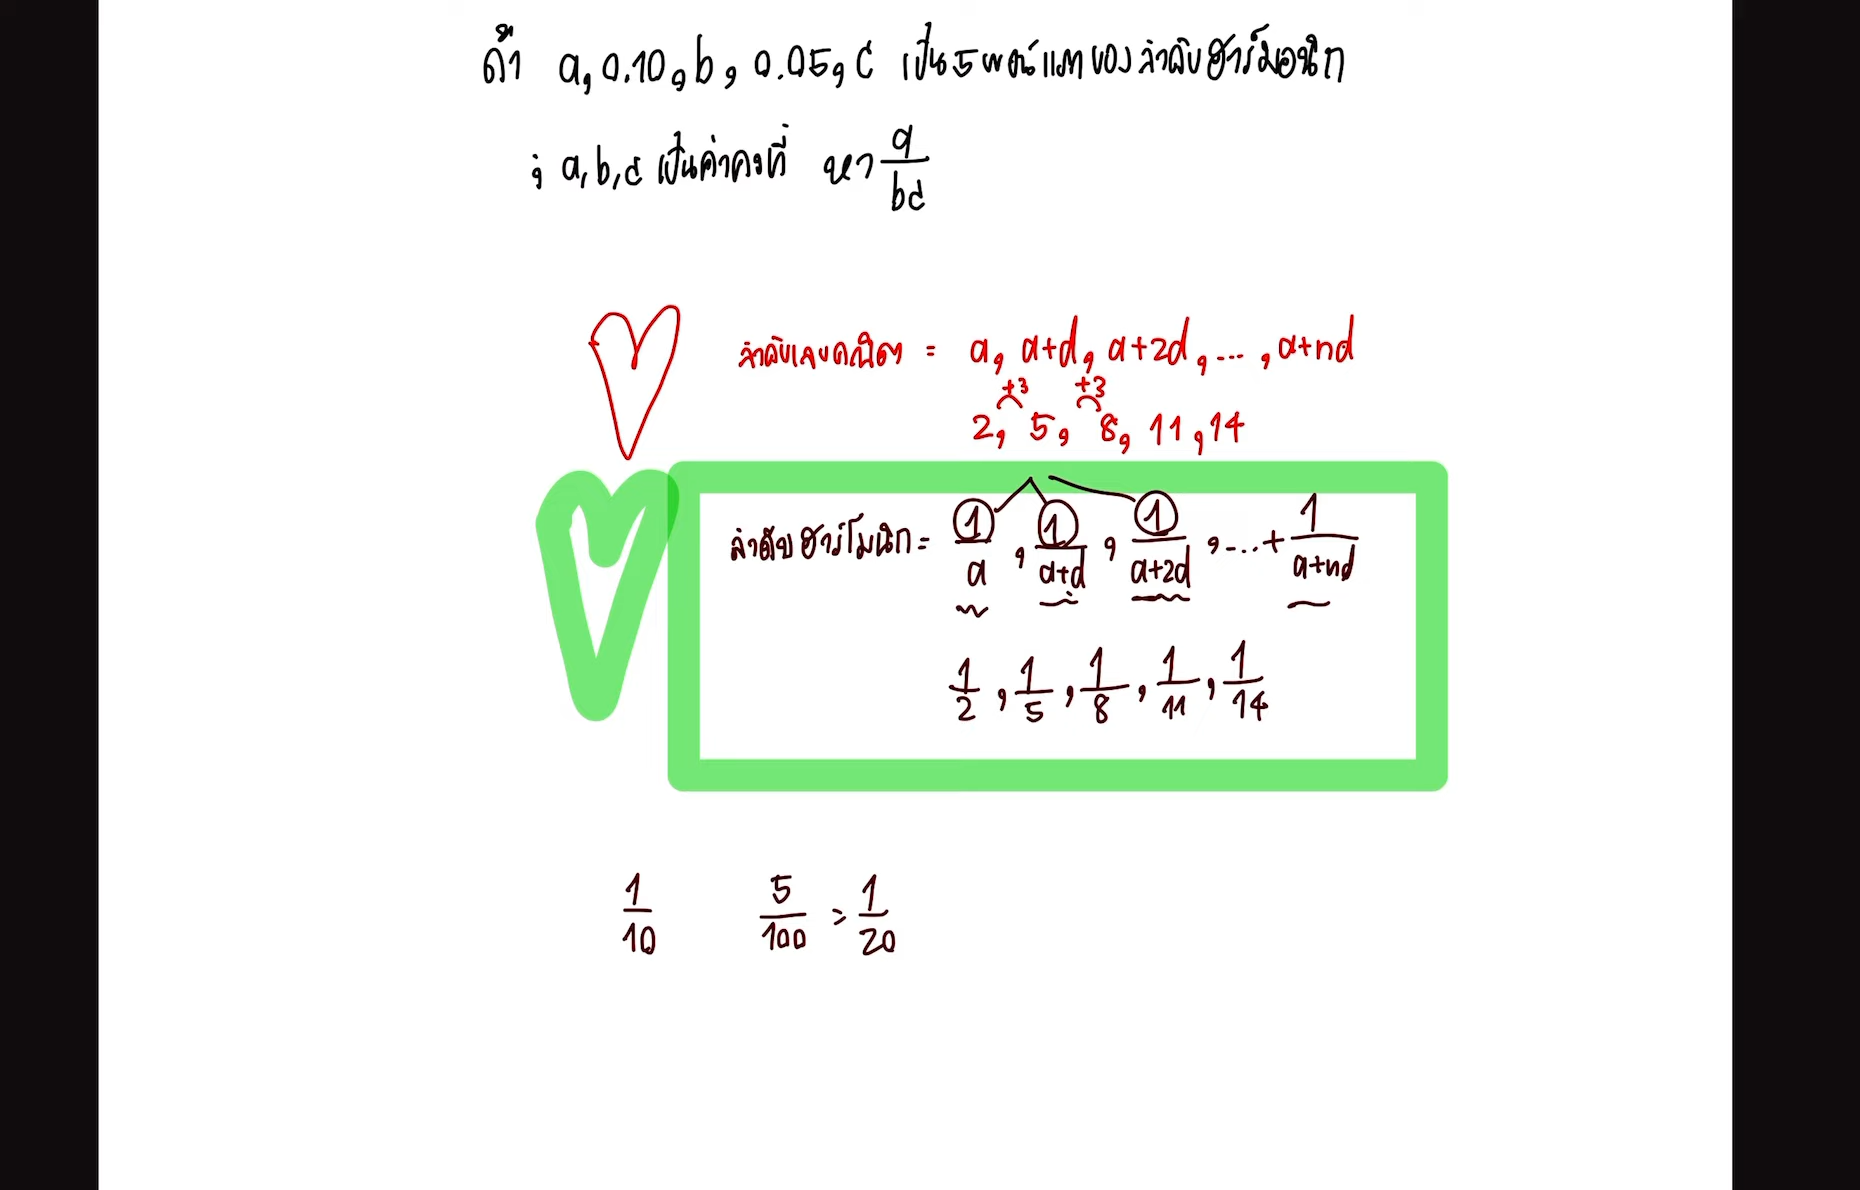 ถ้า a, 0.10, b, 0.05, c เป็น 5 พจน์แรกของลำดับฮาร์มอนิก
; a, b, c เป็นค่าคงที่ หา a/bc
ลำดับเลขคณิต = a, a+d, a+2d, ..., a+nd
+3 +3
2, 5, 8, 11, 14
ลำดับฮาร์โมนิก = 1/a, 1/a+d, 1/a+2d, ...+ 1/a+nd
1/2, 1/5, 1/8, 1/11, 1/14
1/10 5/100 = 1/20